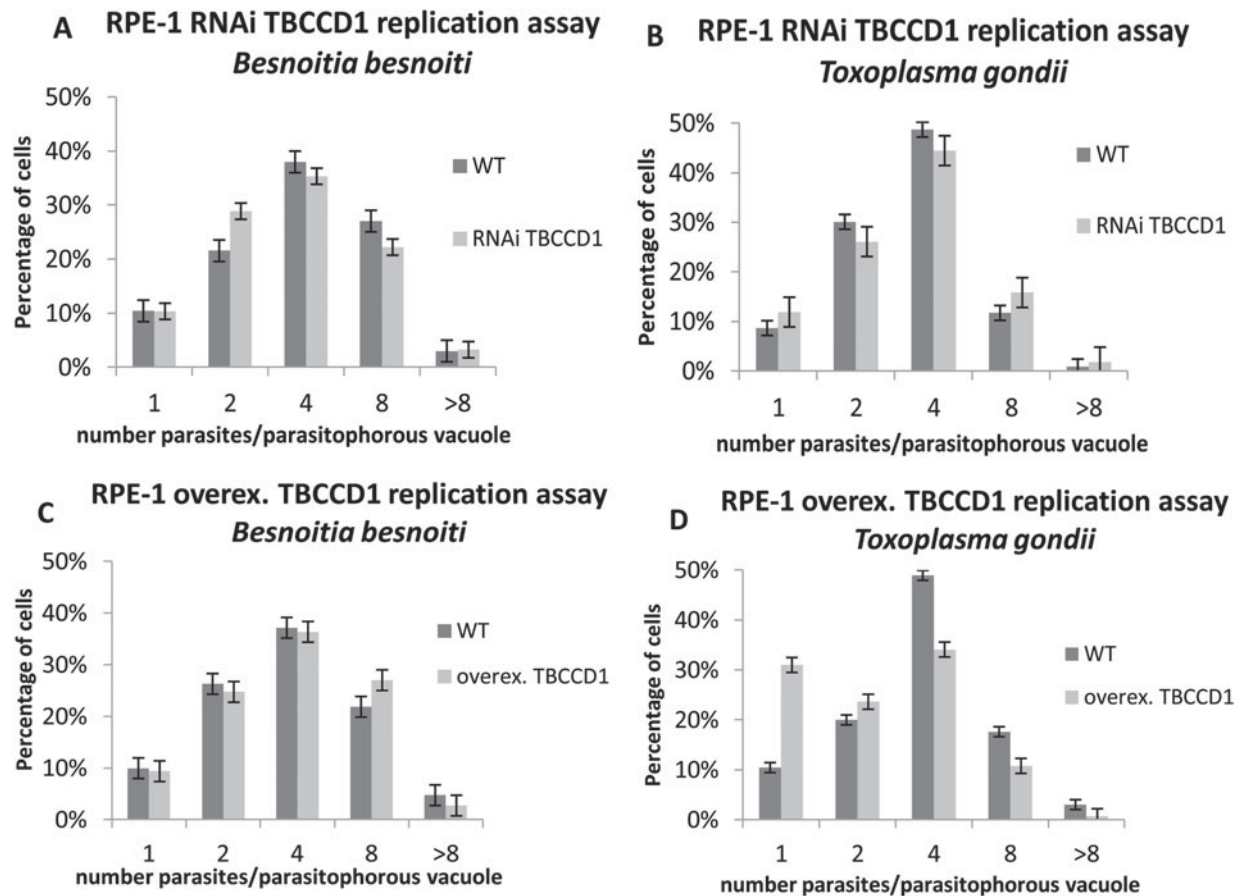 A RPE-1 RNAi TBCCD1 replication assay
Besnoitia besnoiti
Percentage of cells
50%
40%
30%
20%
10%
0%
WT
RNAi TBCCD1
1 2 4 8 >8
number parasites/parasitophorous vacuole
B RPE-1 RNAi TBCCD1 replication assay
Toxoplasma gondii
Percentage of cells
50%
40%
30%
20%
10%
0%
WT
RNAi TBCCD1
1 2 4 8 >8
number parasites/parasitophorous vacuole
C RPE-1 overex. TBCCD1 replication assay
Besnoitia besnoiti
Percentage of cells
50%
40%
30%
20%
10%
0%
WT
overex. TBCCD1
1 2 4 8 >8
number parasites/parasitophorous vacuole
D RPE-1 overex. TBCCD1 replication assay
Toxoplasma gondii
Percentage of cells
50%
40%
30%
20%
10%
0%
WT
overex. TBCCD1
1 2 4 8 >8
number parasites/parasitophorous vacuole